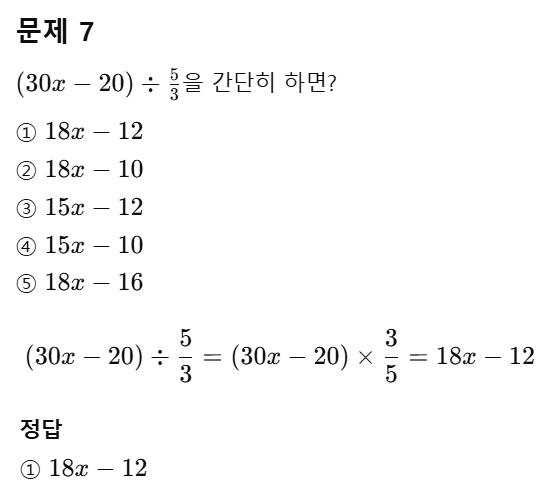 문제 7
(30x − 20) ÷ 5/3을 간단히 하면?
① 18x − 12
② 18x − 10
③ 15x − 12
④ 15x − 10
⑤ 18x − 16
(30x − 20) ÷ 5/3 = (30x − 20) × 3/5 = 18x − 12
정답
① 18x − 12